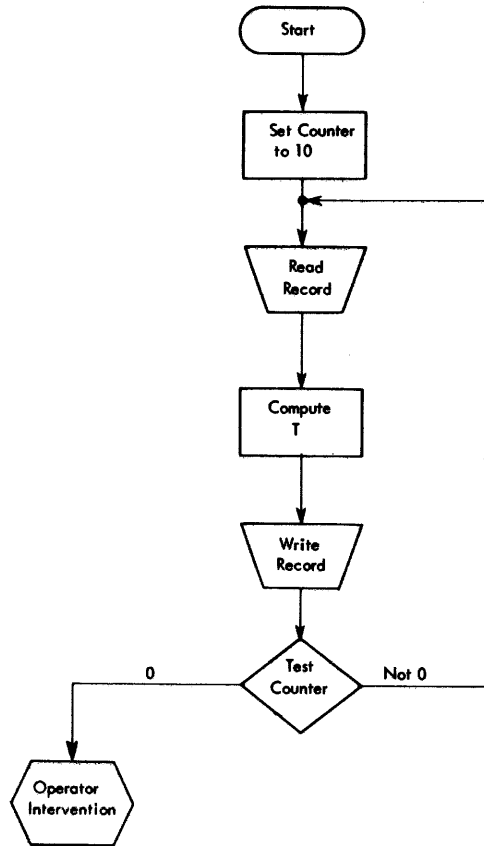 Start
Set Counter
to 10
Read
Record
Compute
T
Write
Record
Test
Counter
0
Not 0
Operator
Intervention